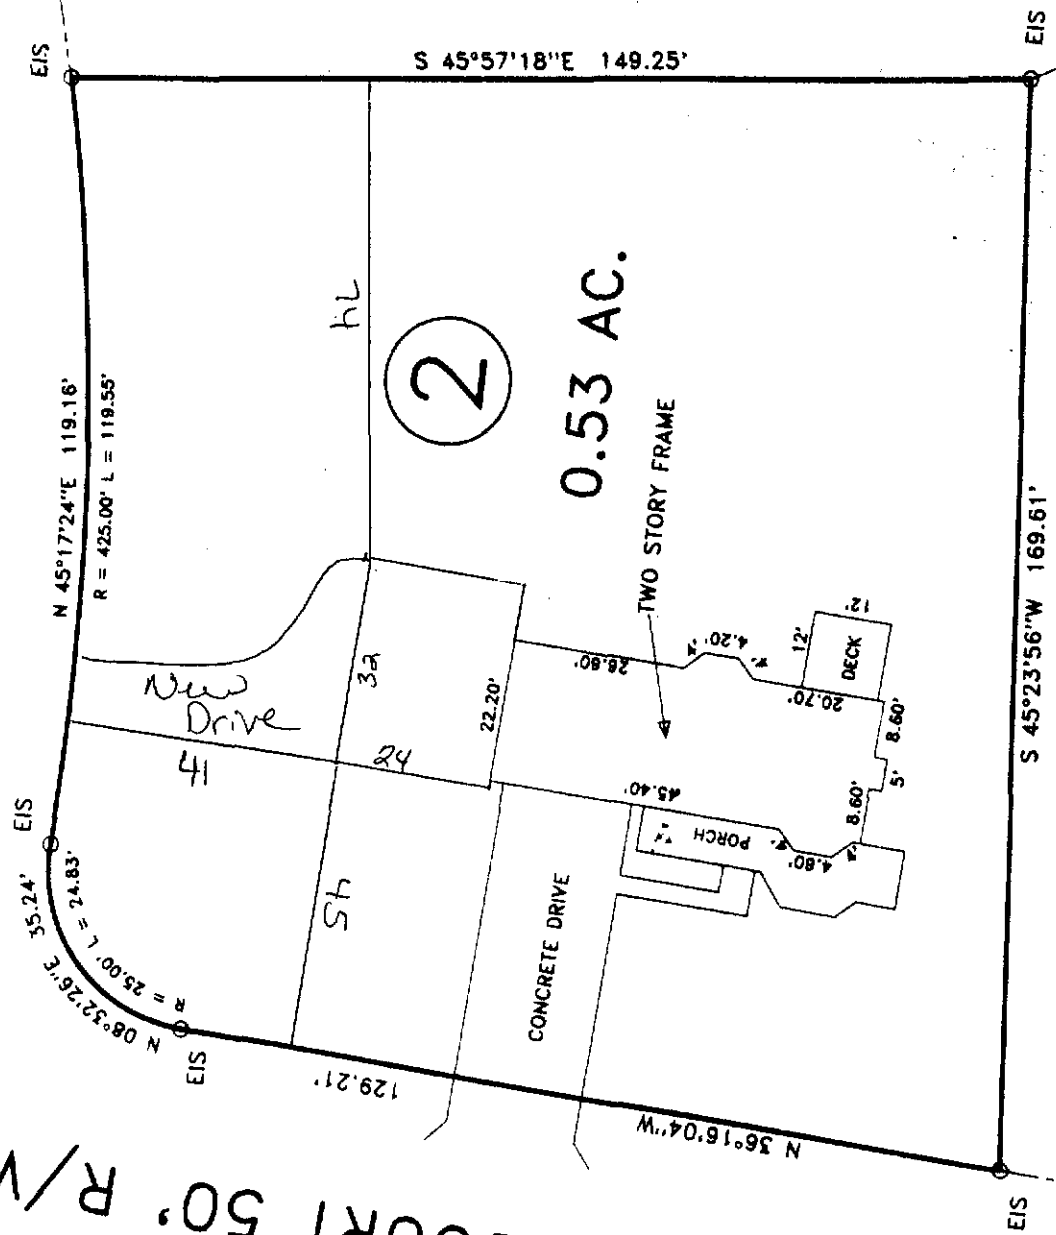 EIS
EIS
S 45°57'18"E 149.25'
N 45°17'24"E 119.16'
R = 425.00' L = 119.55'
74
2
0.53 AC.
TWO STORY FRAME
New
Drive
32
41
24
22.20'
26.60'
4.20'
12'
12'
DECK
20.70'
8.60'
5'
8.60'
45.40'
PORCH
4.80'
EIS
35.24'
N 08°32'26"E
R = 25.00' L = 24.83'
EIS
45
CONCRETE DRIVE
129.21'
N 36°16'04"W
S 45°23'56"W 169.61'
50' R/
EIS